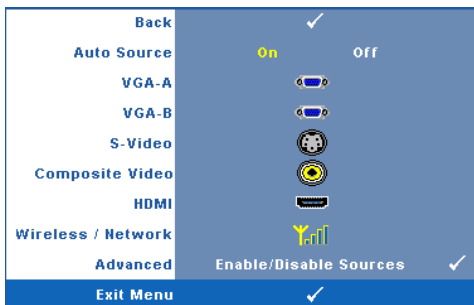 Back
Auto Source On Off
VGA-A
VGA-B
S-Video
Composite Video
HDMI
Wireless / Network
Advanced Enable/Disable Sources
Exit Menu